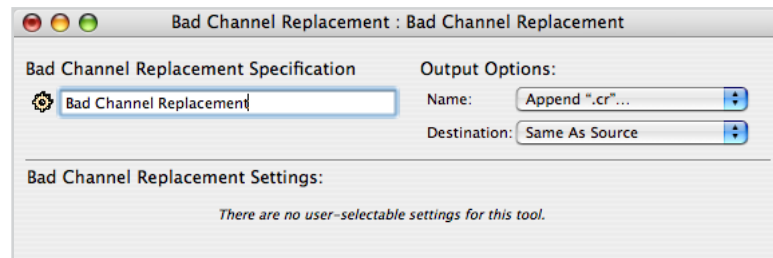 Bad Channel Replacement : Bad Channel Replacement
Bad Channel Replacement Specification
Bad Channel Replacement
Output Options:
Name: Append ".cr"...
Destination: Same As Source
Bad Channel Replacement Settings:
There are no user-selectable settings for this tool.